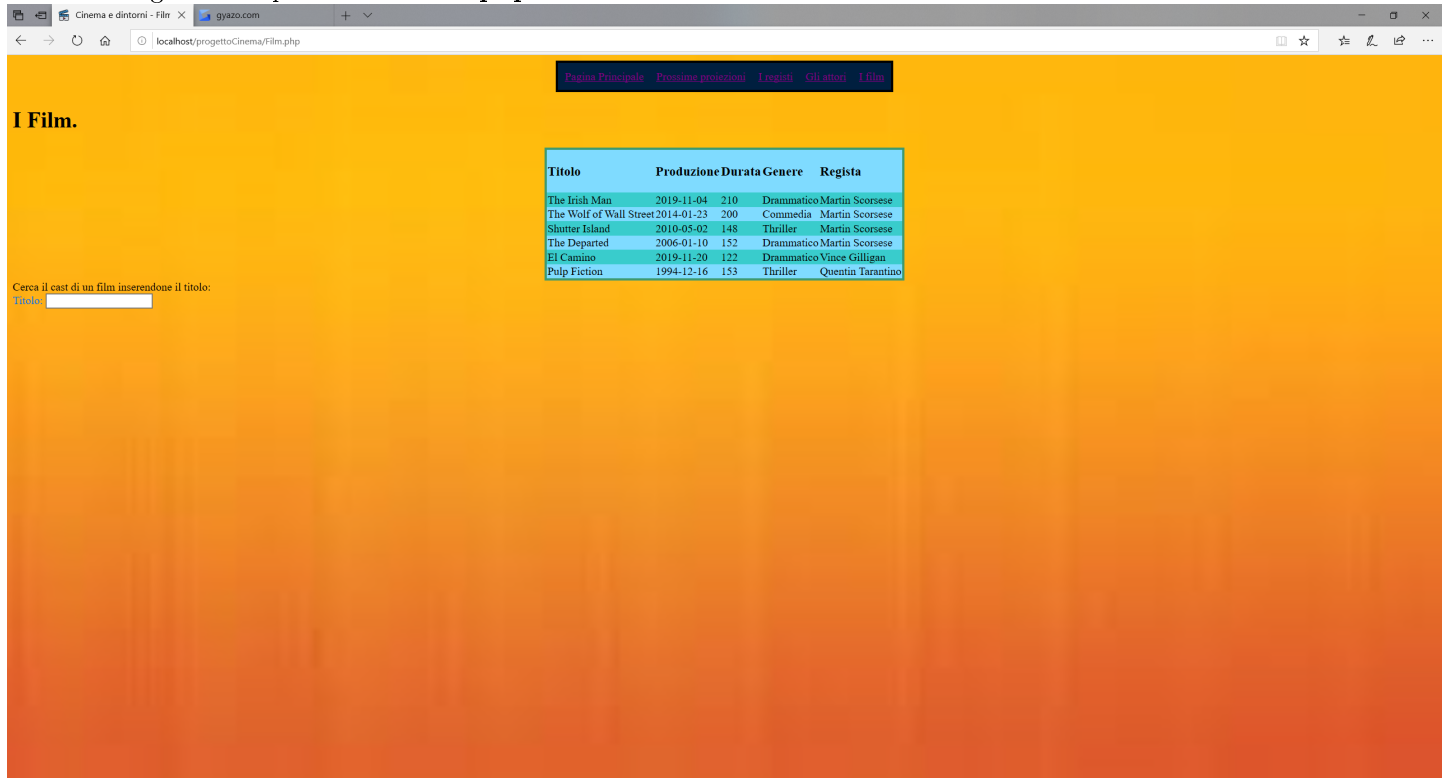 Cinema e dintorni - Film
gyazo.com
localhost/progettoCinema/Film.php
Pagina Principale Prossime proiezioni I registi Gli attori I film
I Film.
Titolo Produzione Durata Genere Regista
The Irish Man 2019-11-04 210 Drammatico Martin Scorsese
The Wolf of Wall Street 2014-01-23 200 Commedia Martin Scorsese
Shutter Island 2010-05-02 148 Thriller Martin Scorsese
The Departed 2006-01-10 152 Drammatico Martin Scorsese
El Camino 2019-11-20 122 Drammatico Vince Gilligan
Pulp Fiction 1994-12-16 153 Thriller Quentin Tarantino
Cerca il cast di un film inserendone il titolo:
Titolo: